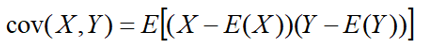 cov(X,Y) = E[(X − E(X))(Y − E(Y))]